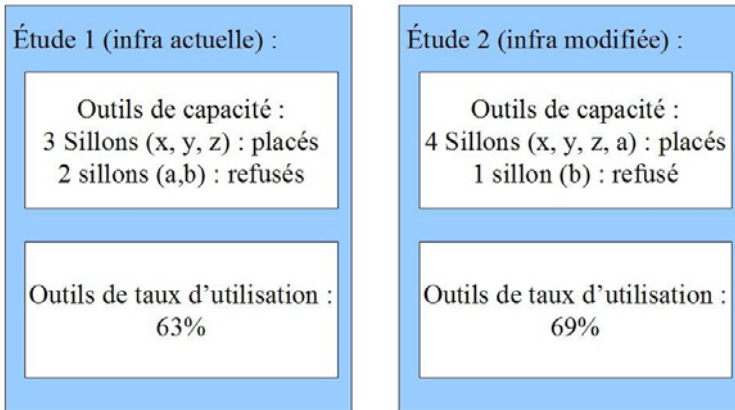 Étude 1 (infra actuelle) :
Outils de capacité :
3 Sillons (x, y, z) : placés
2 sillons (a,b) : refusés
Outils de taux d’utilisation :
63%
Étude 2 (infra modifiée) :
Outils de capacité :
4 Sillons (x, y, z, a) : placés
1 sillon (b) : refusé
Outils de taux d’utilisation :
69%